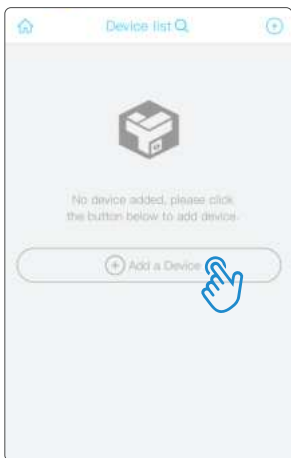 Device list
No device added, please click
the button below to add device.
Add a Device